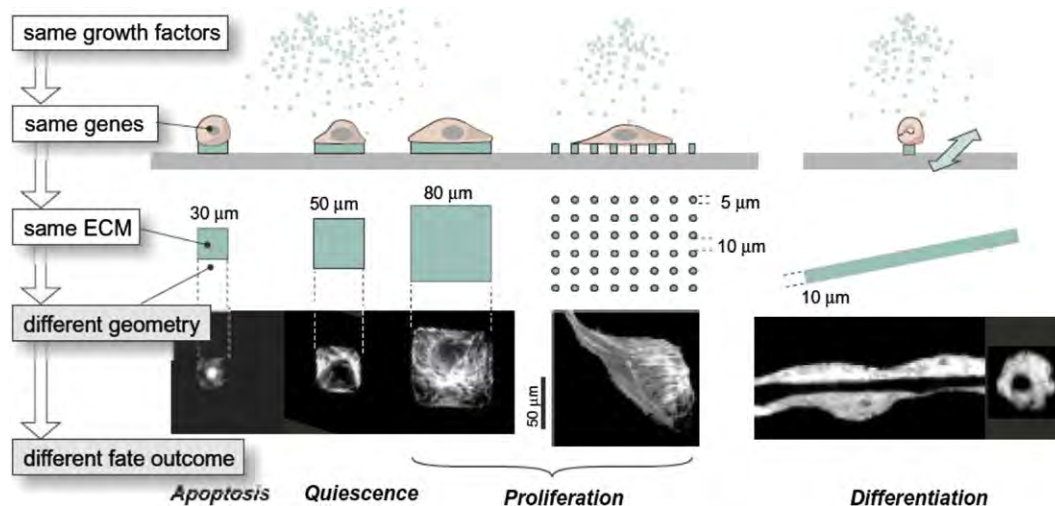 same growth factors
same genes
same ECM
different geometry
different fate outcome
30 µm
50 µm
80 µm
5 µm
10 µm
10 µm
50 µm
Apoptosis
Quiescence
Proliferation
Differentiation